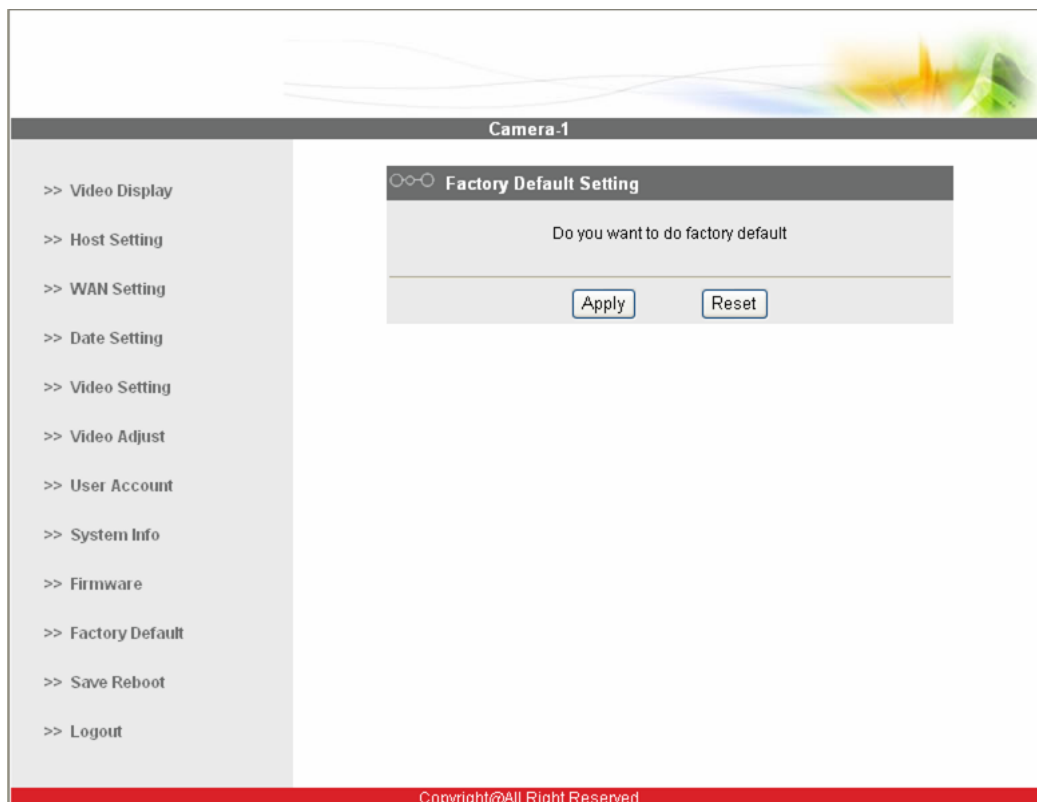 Camera-1
>> Video Display
>> Host Setting
>> WAN Setting
>> Date Setting
>> Video Setting
>> Video Adjust
>> User Account
>> System Info
>> Firmware
>> Factory Default
>> Save Reboot
>> Logout
Factory Default Setting
Do you want to do factory default
Apply Reset
Copyright@All Right Reserved